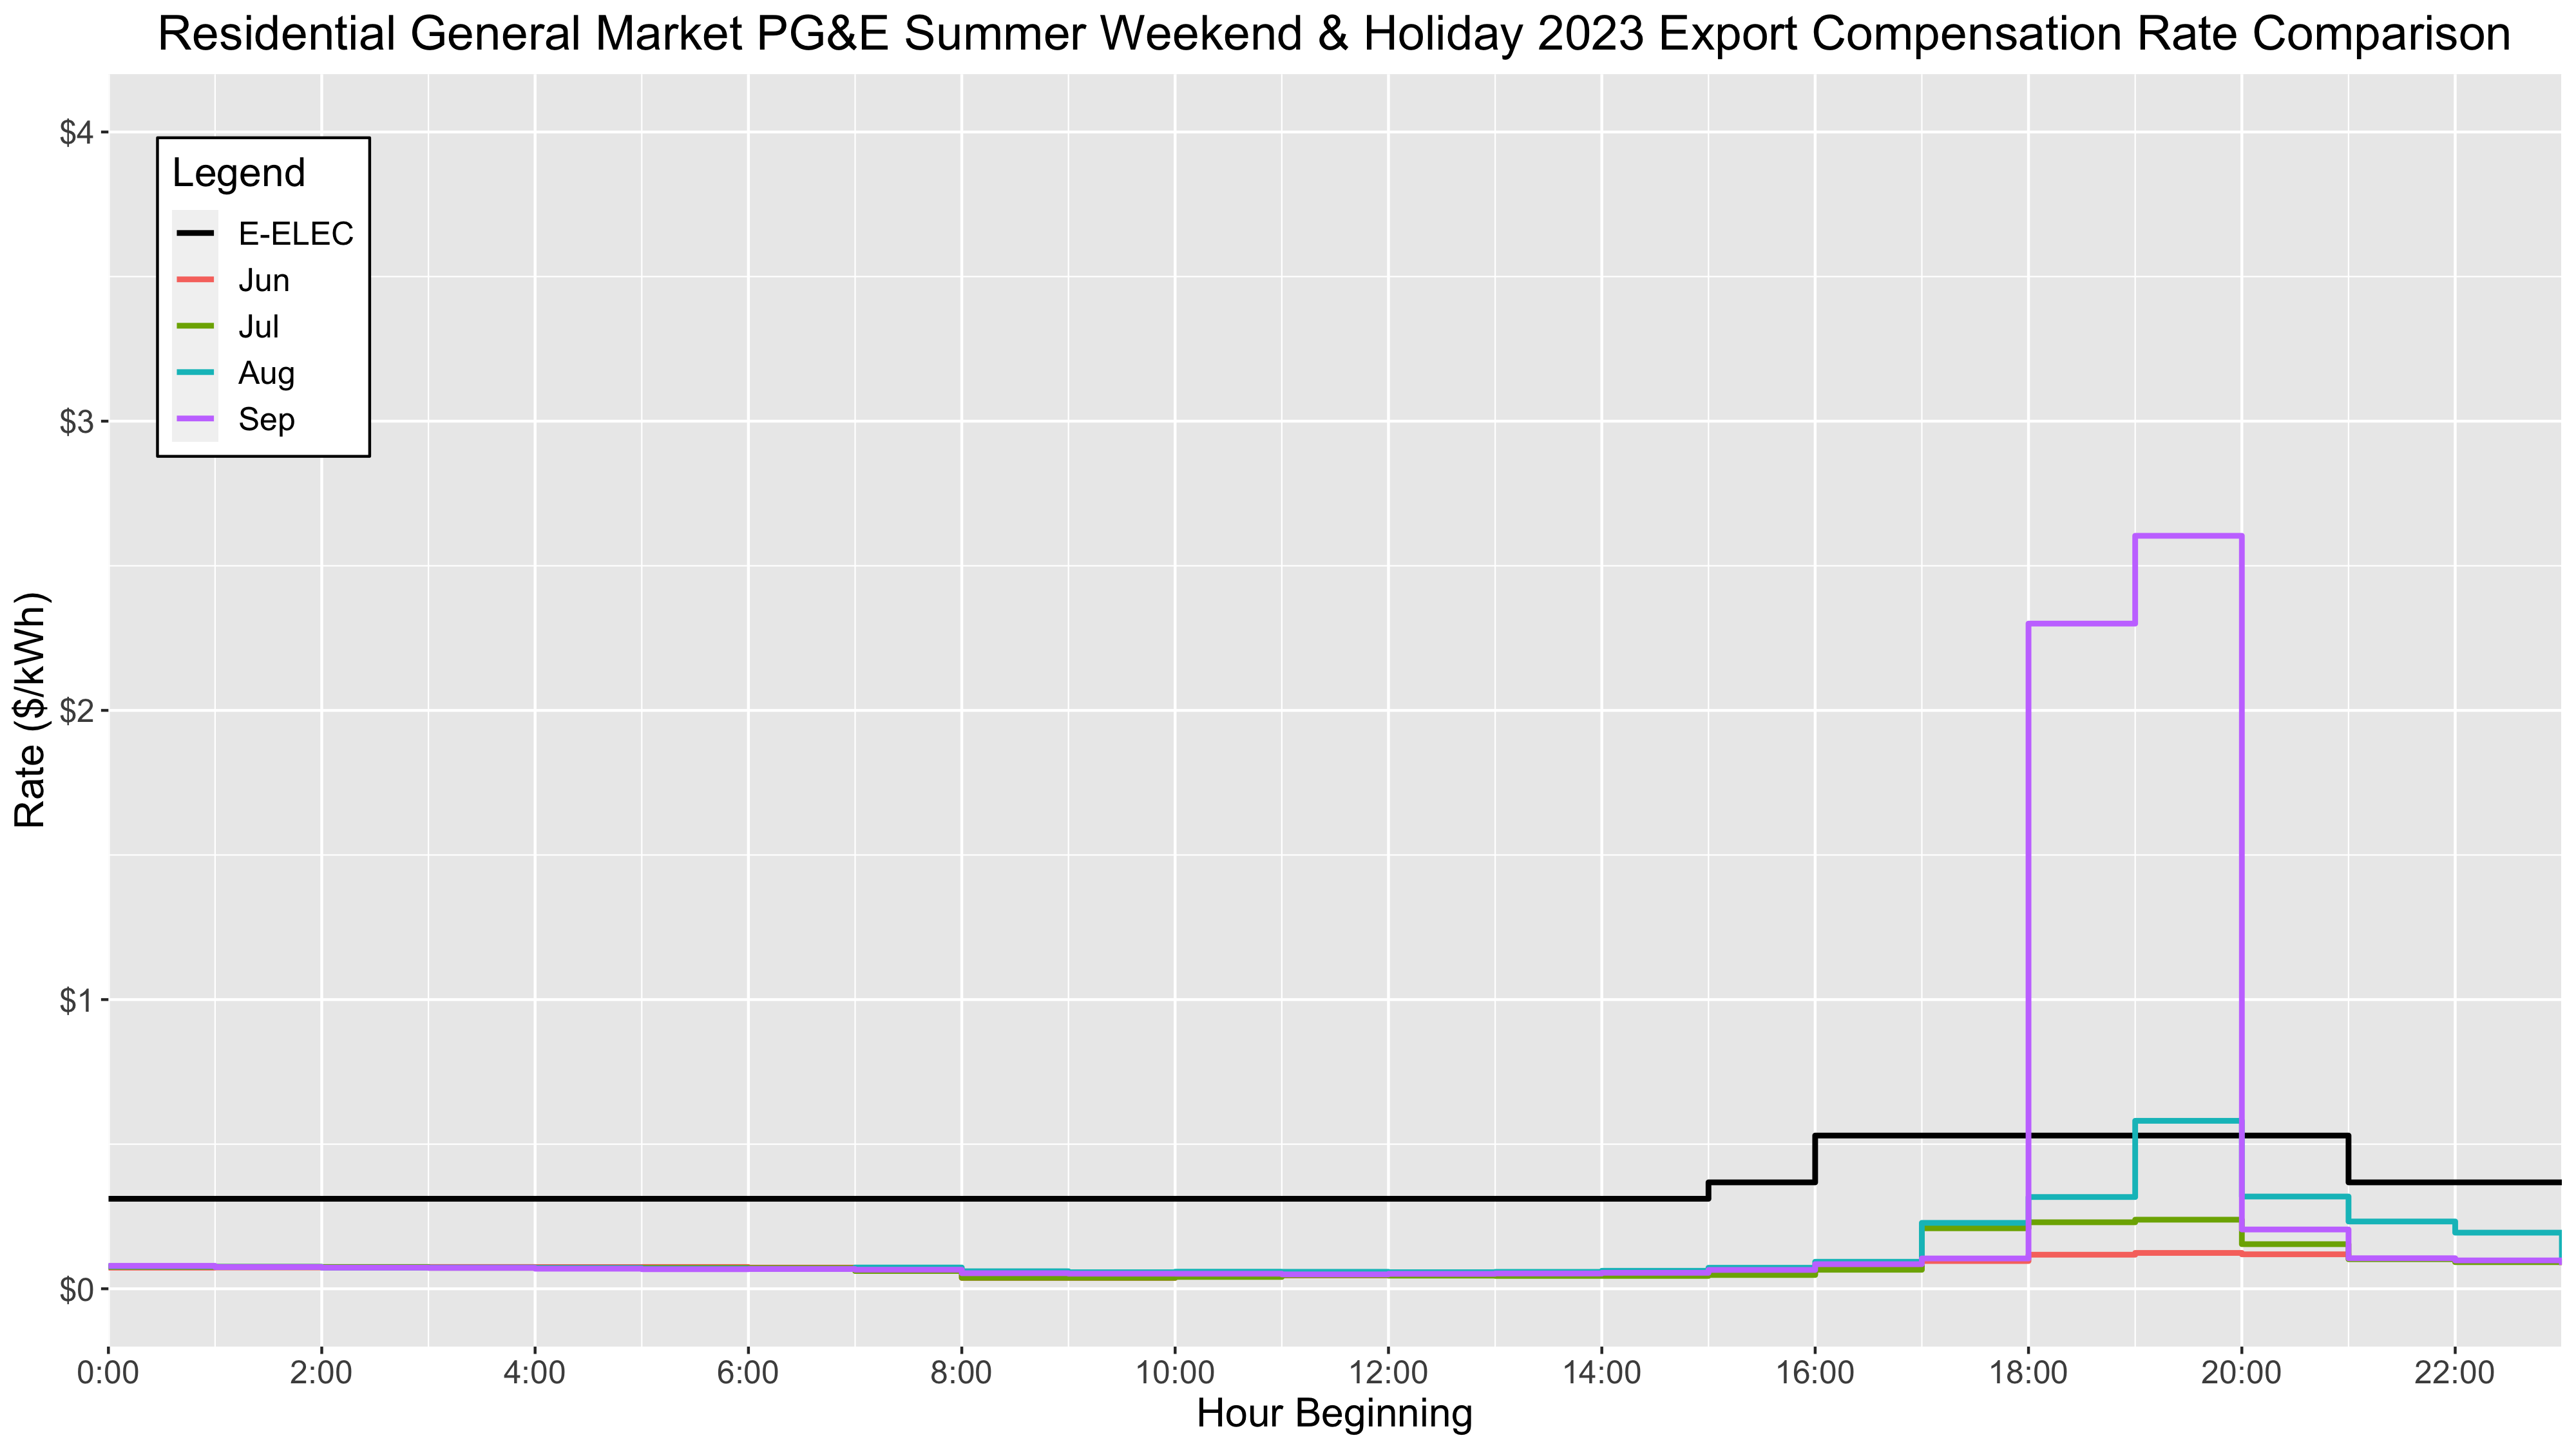 Residential General Market PG&E Summer Weekend & Holiday 2023 Export Compensation Rate Comparison
$4
$3
$2
$1
$0
Rate ($/kWh)
Legend
E-ELEC
Jun
Jul
Aug
Sep
0:00 2:00 4:00 6:00 8:00 10:00 12:00 14:00 16:00 18:00 20:00 22:00
Hour Beginning